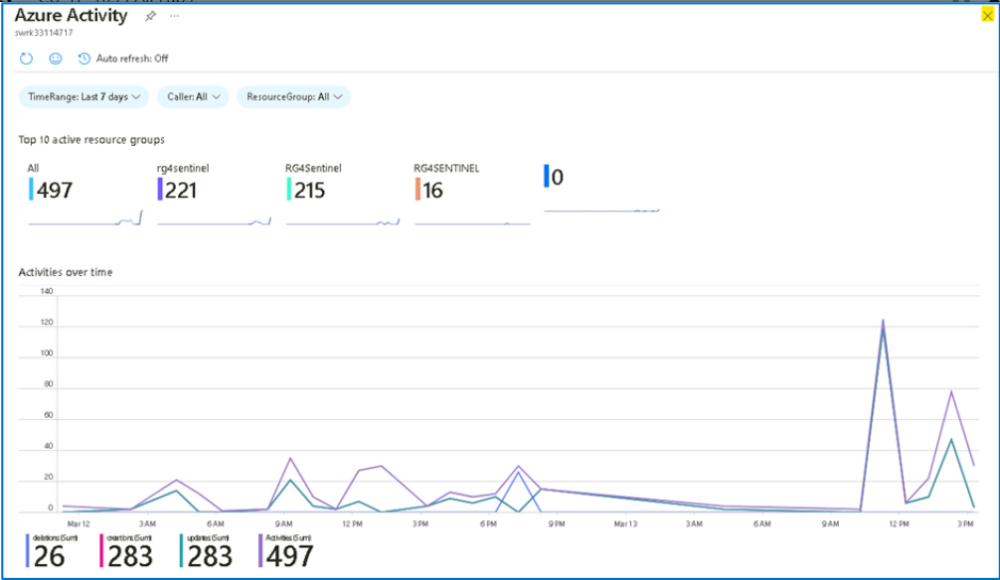 Azure Activity
swrk33114717
Auto refresh: Off
TimeRange: Last 7 days
Caller: All
ResourceGroup: All
Top 10 active resource groups
All
497
rg4sentinel
221
RG4Sentinel
215
RG4SENTINEL
16
0
Activities over time
140
120
100
80
60
40
20
0
Mar 12 3 AM 6 AM 9 AM 12 PM 3 PM 6 PM 9 PM Mar 13 3 AM 6 AM 9 AM 12 PM 3 PM
deletions (Sum)
26
creations (Sum)
283
updates (Sum)
283
Activities (Sum)
497